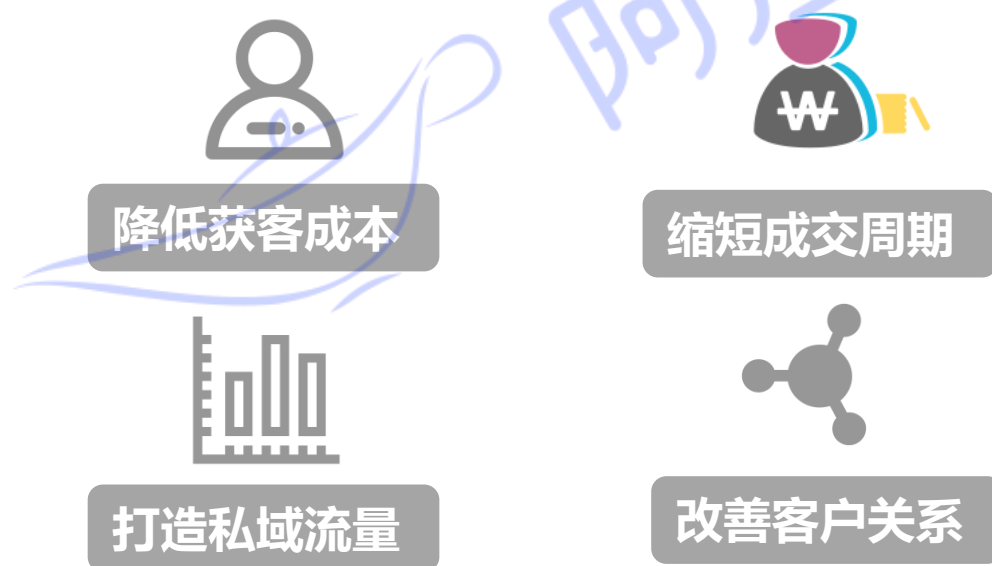 阿
₩
降低获客成本
缩短成交周期
打造私域流量
改善客户关系